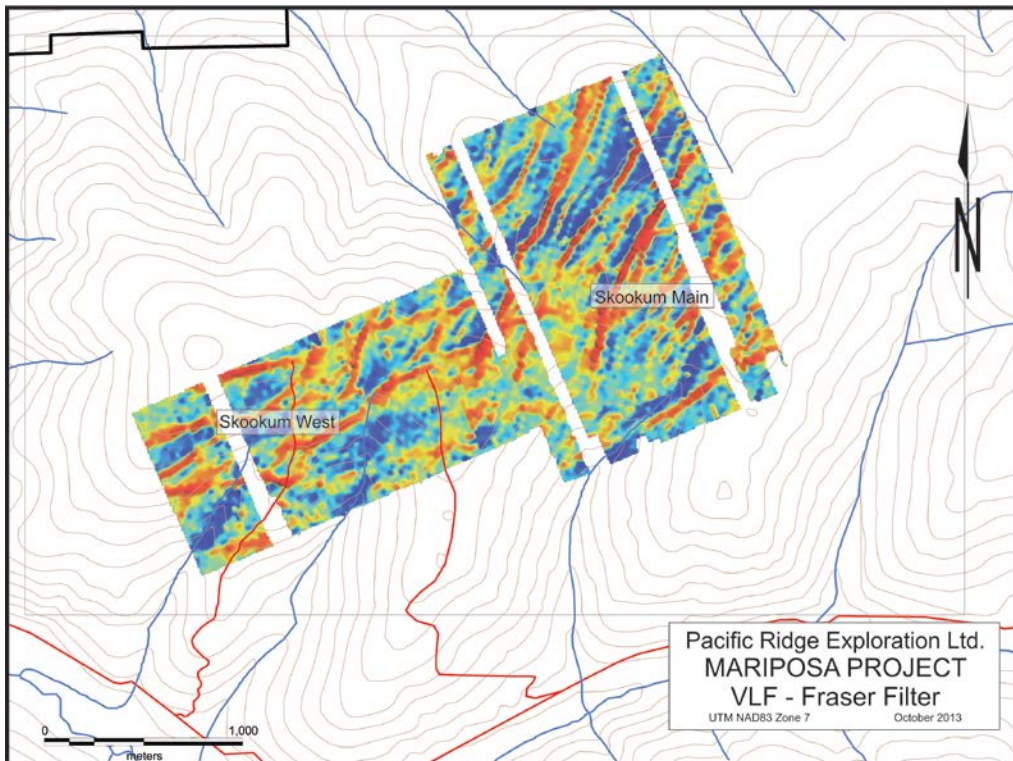 N
Skookum Main
Skookum West
Pacific Ridge Exploration Ltd.
MARIPOSA PROJECT
VLF - Fraser Filter
UTM NAD83 Zone 7 October 2013
0 1,000
meters